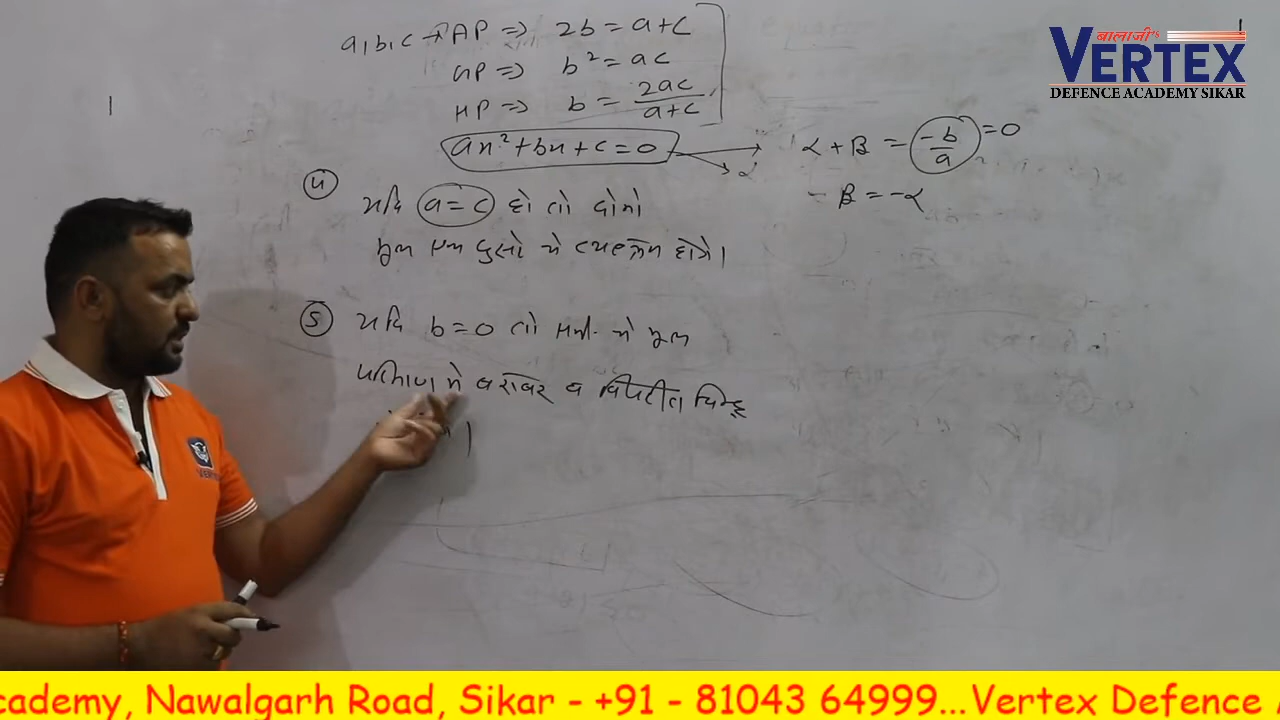 बालाजी's
VERTEX
DEFENCE ACADEMY SIKAR
a, b, c → AP ⇒ 2b = a+c
GP ⇒ b² = ac
HP ⇒ b = 2ac/a+c
ax²+bx+c=0
α + β = -b/a = 0
α
- β = -α
4
यदि a = c हो तो दोनों
मूल एक दुसरे के व्युत्क्रम होंगे।
5 यदि b = 0 तो समी. के मूल
परिमाण में बराबर व विपरीत चिन्ह
।
cademy, Nawalgarh Road, Sikar - +91 - 81043 64999...Vertex Defence A